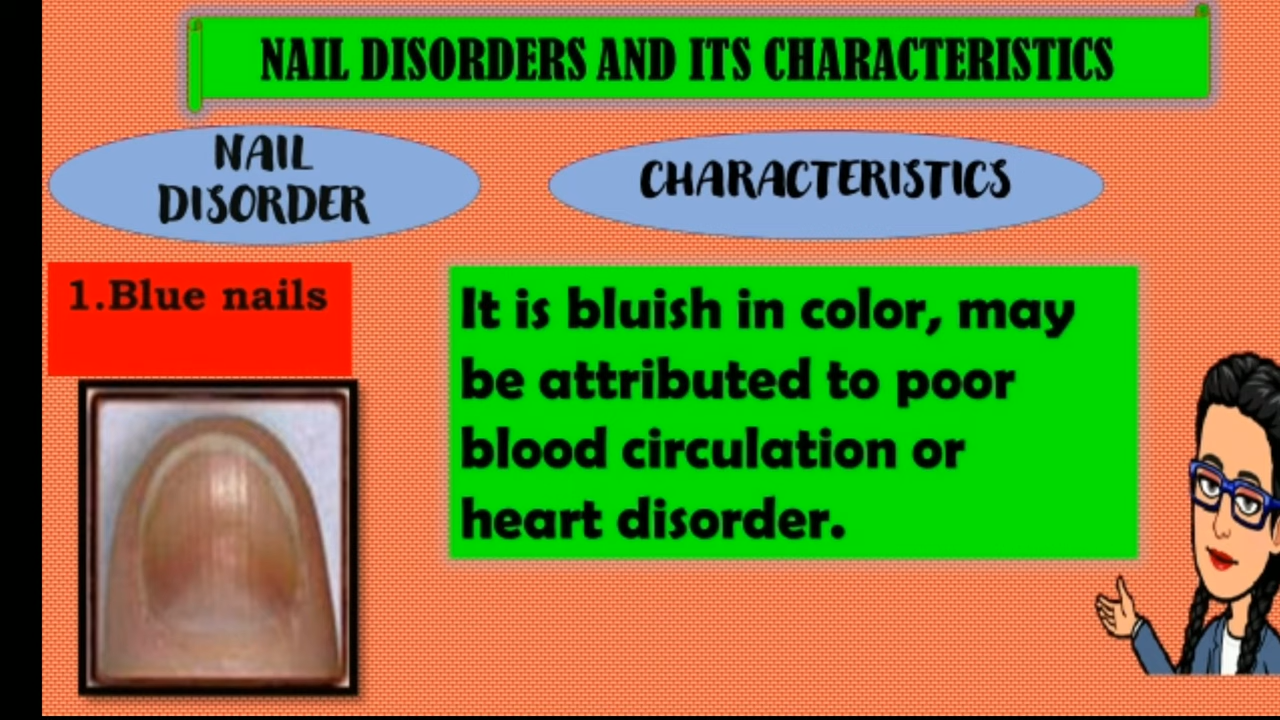 NAIL DISORDERS AND ITS CHARACTERISTICS
NAIL
DISORDER
CHARACTERISTICS
1.Blue nails
It is bluish in color, may
be attributed to poor
blood circulation or
heart disorder.